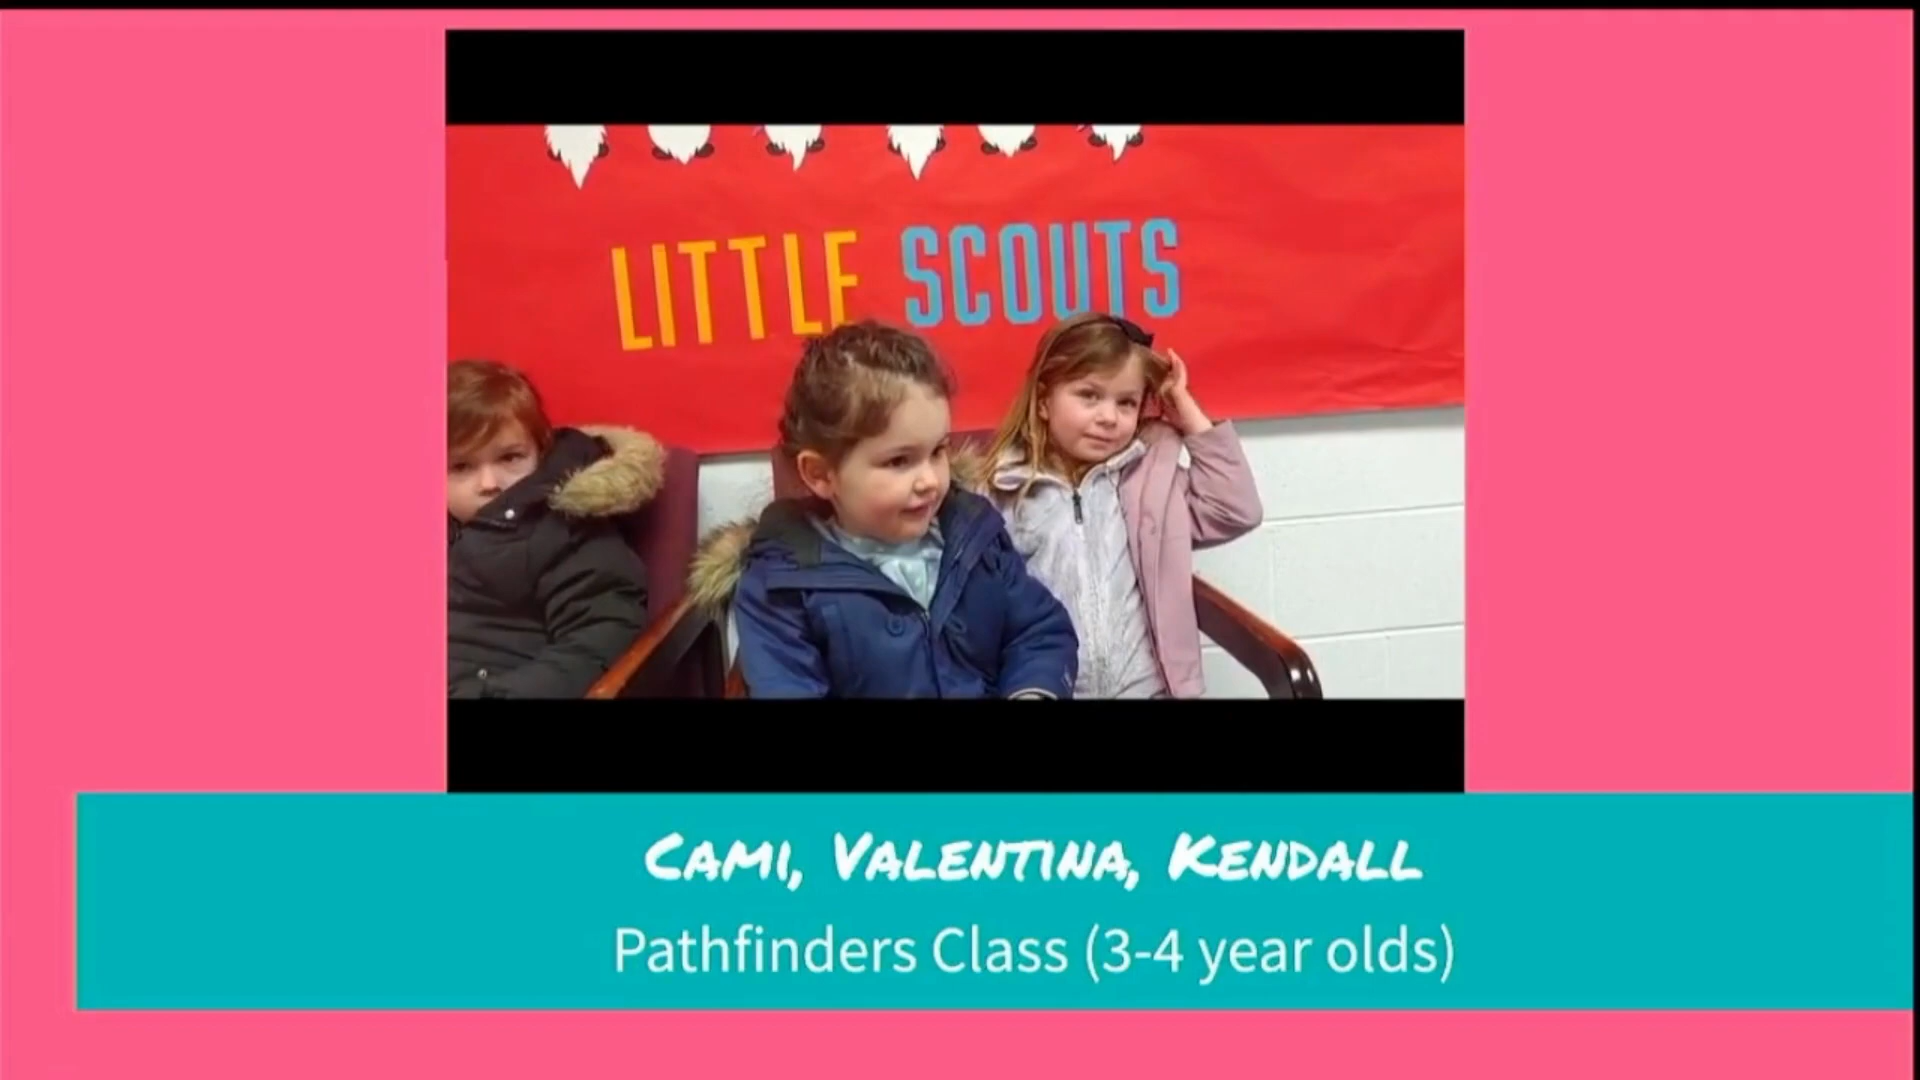 LITTLE SCOUTS
CAMI, VALENTINA, KENDALL
Pathfinders Class (3-4 year olds)